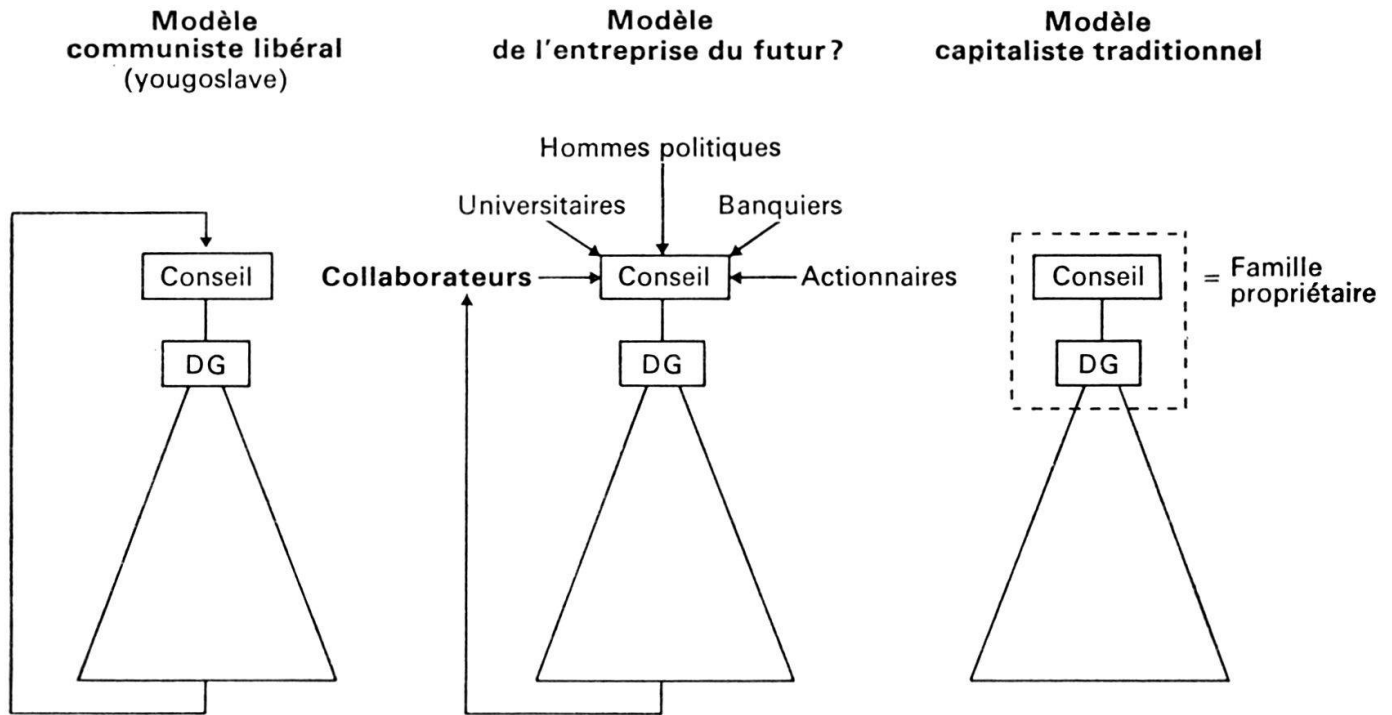 Modèle
communiste libéral
(yougoslave)
Conseil
DG
Modèle
de l'entreprise du futur ?
Hommes politiques
Universitaires
Banquiers
Collaborateurs
Conseil
Actionnaires
DG
Modèle
capitaliste traditionnel
Conseil
= Famille
propriétaire
DG